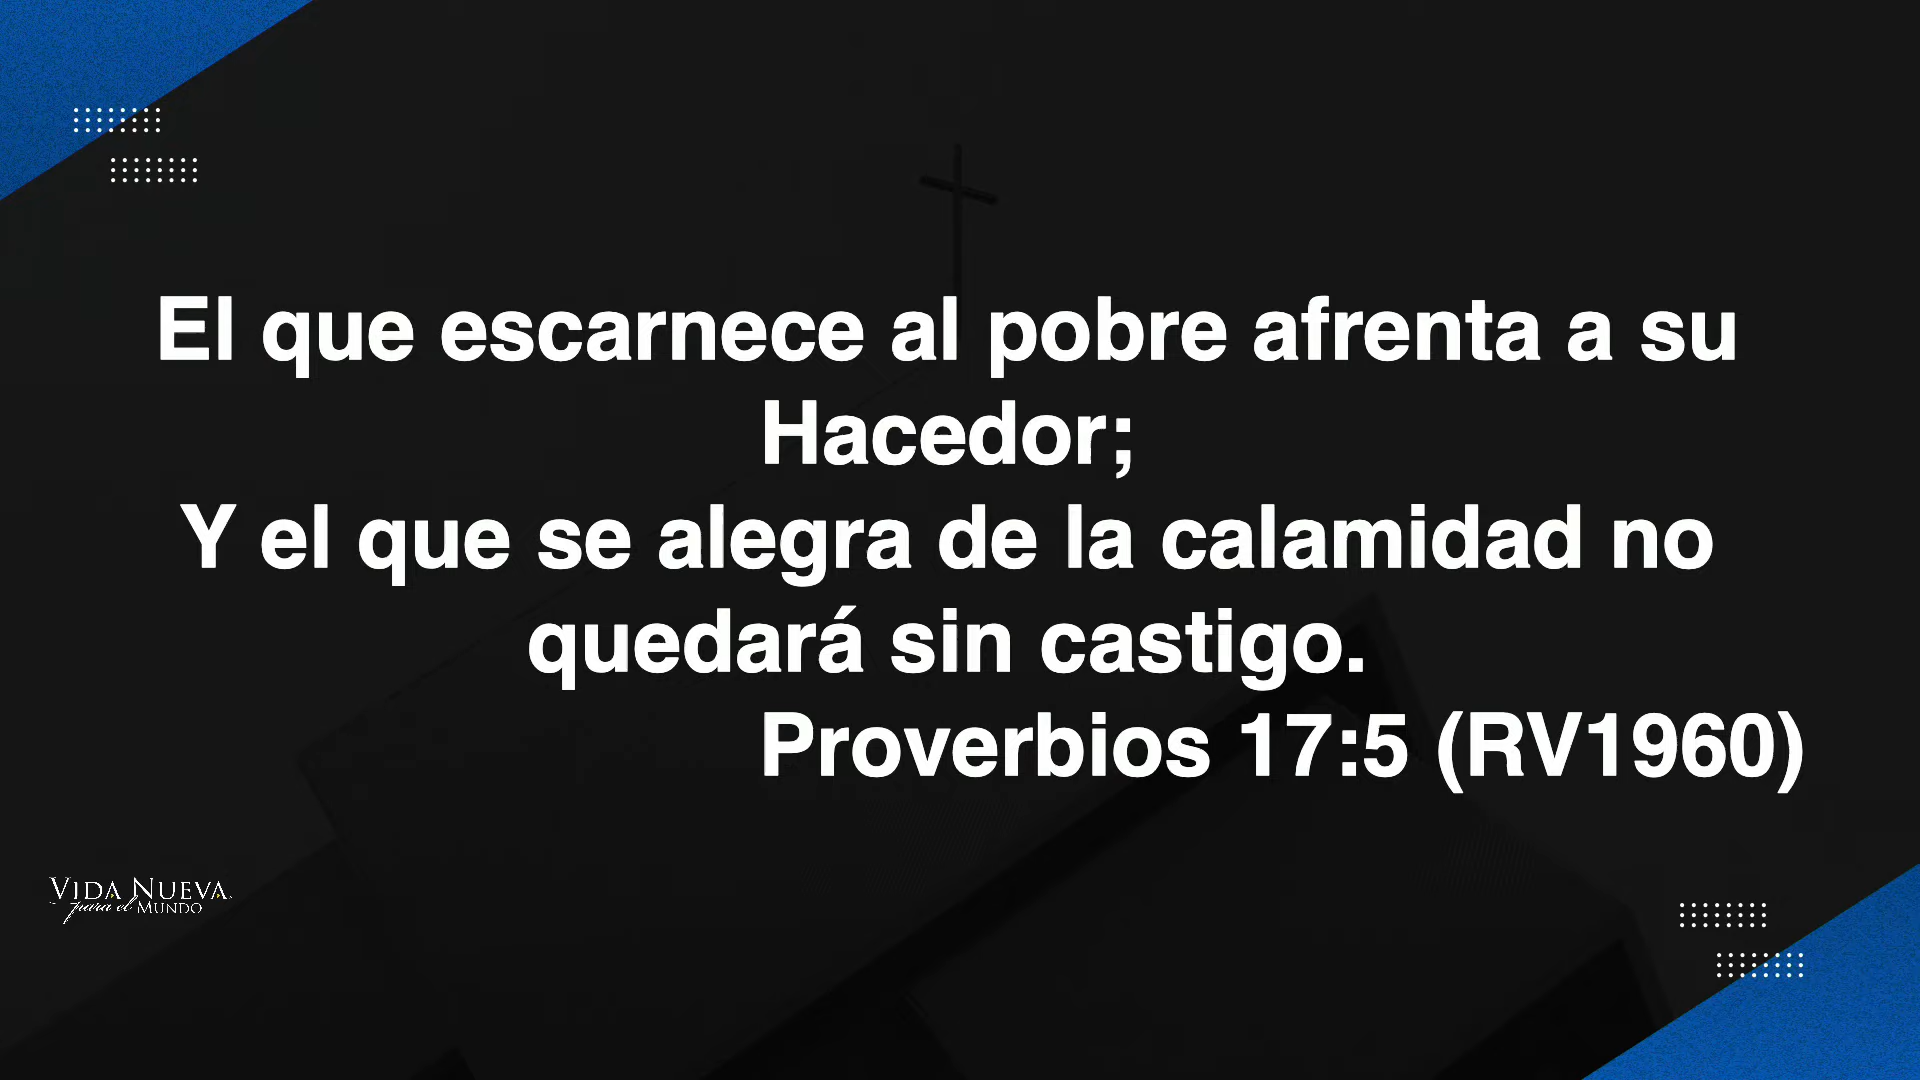 El que escarnece al pobre afrenta a su
Hacedor;
Y el que se alegra de la calamidad no
quedará sin castigo.
Proverbios 17:5 (RV1960)
VIDA NUEVA
para el MUNDO